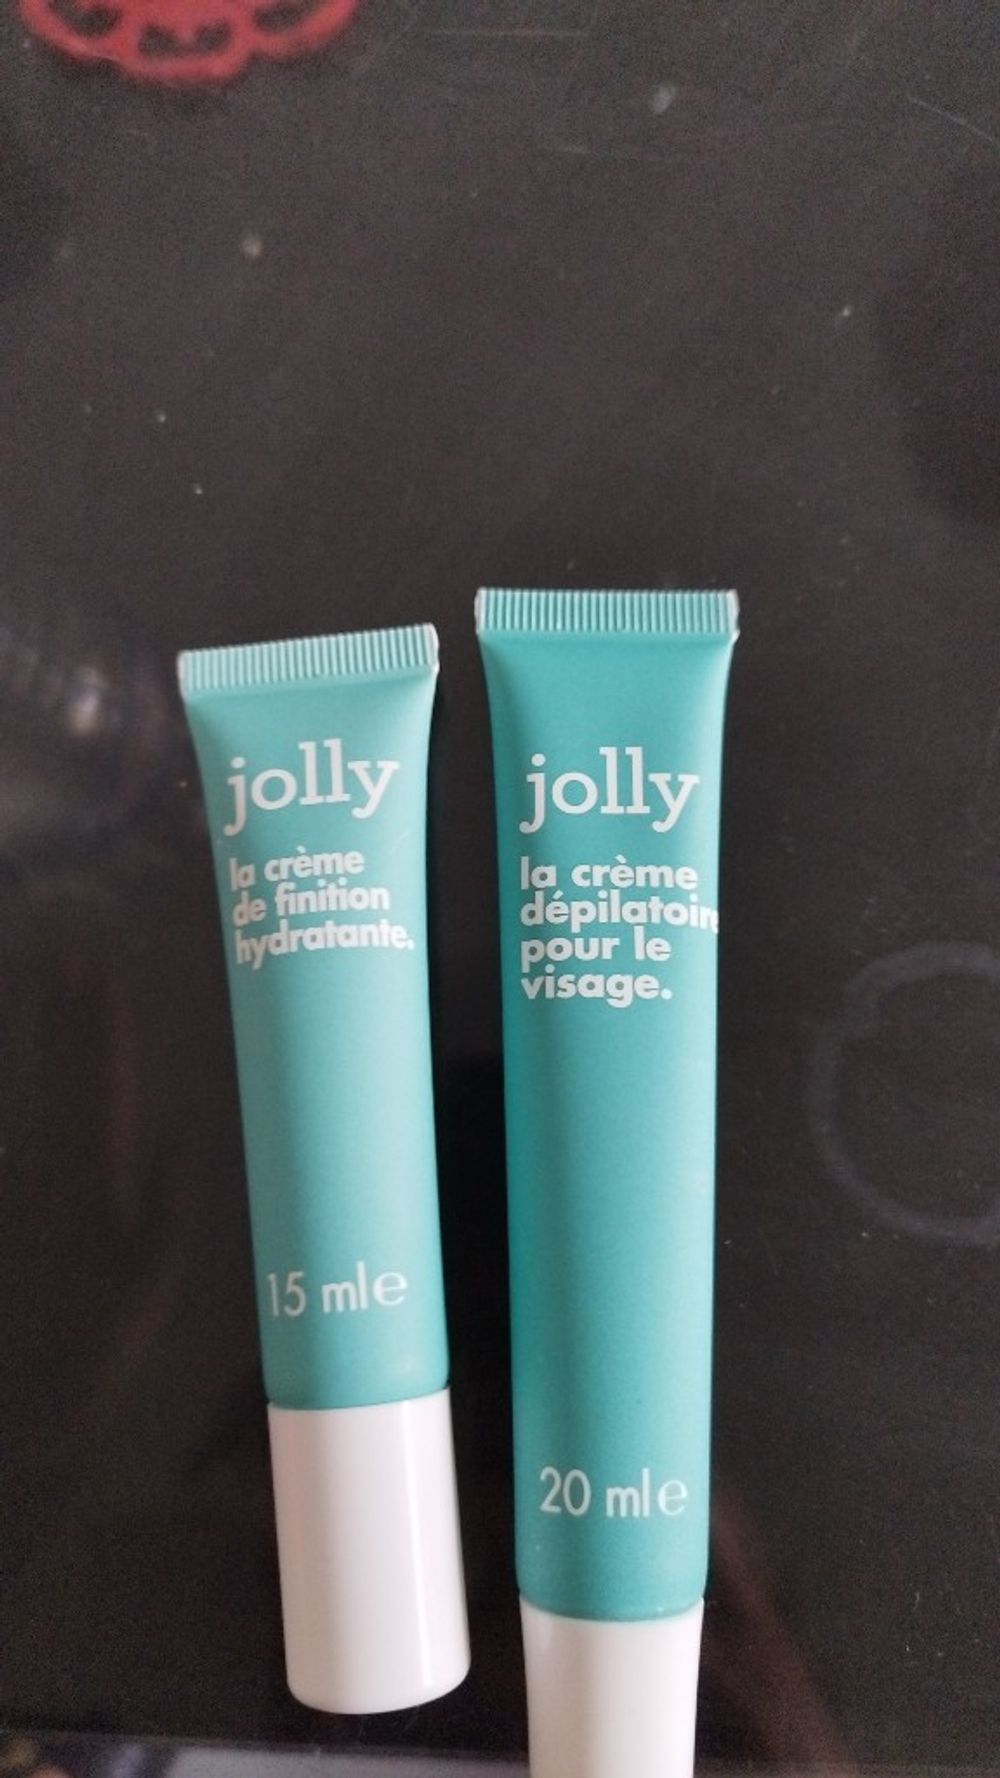 jolly
la crème
de finition
hydratante.
15 ml e
jolly
la crème
dépilatoire
pour le
visage.
20 ml e